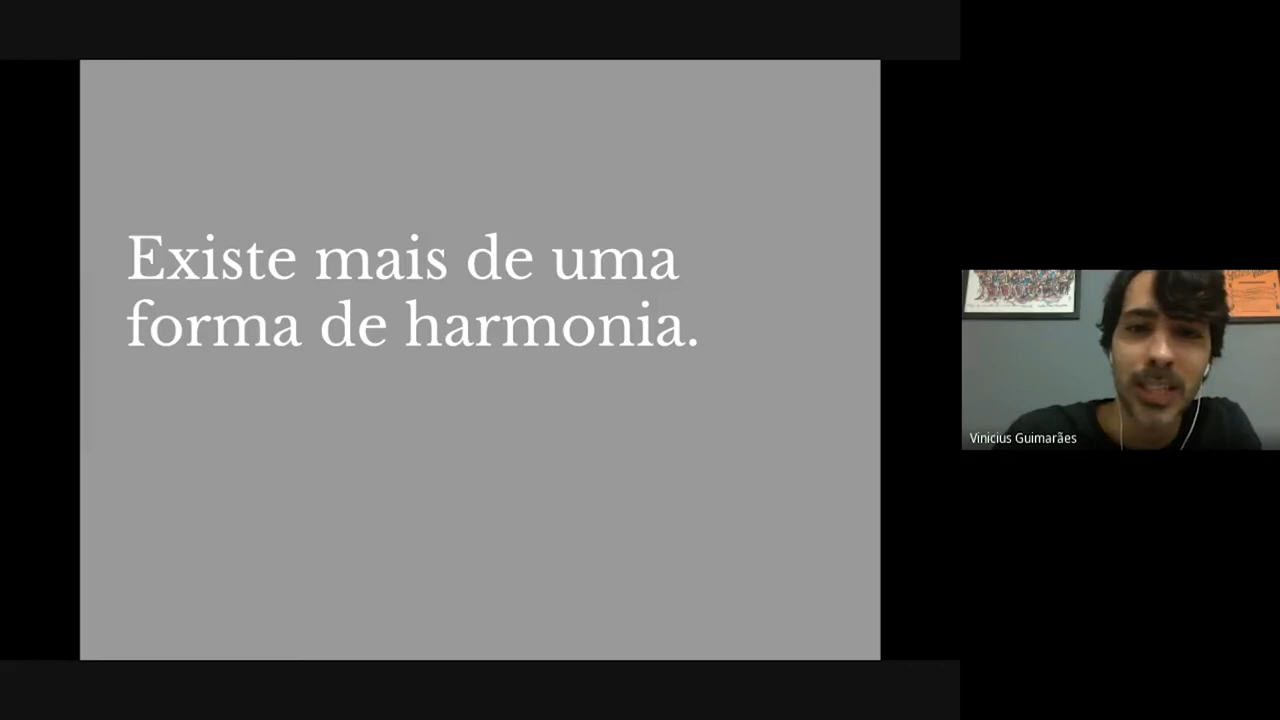 Existe mais de uma
forma de harmonia.
Vinicius Guimarães